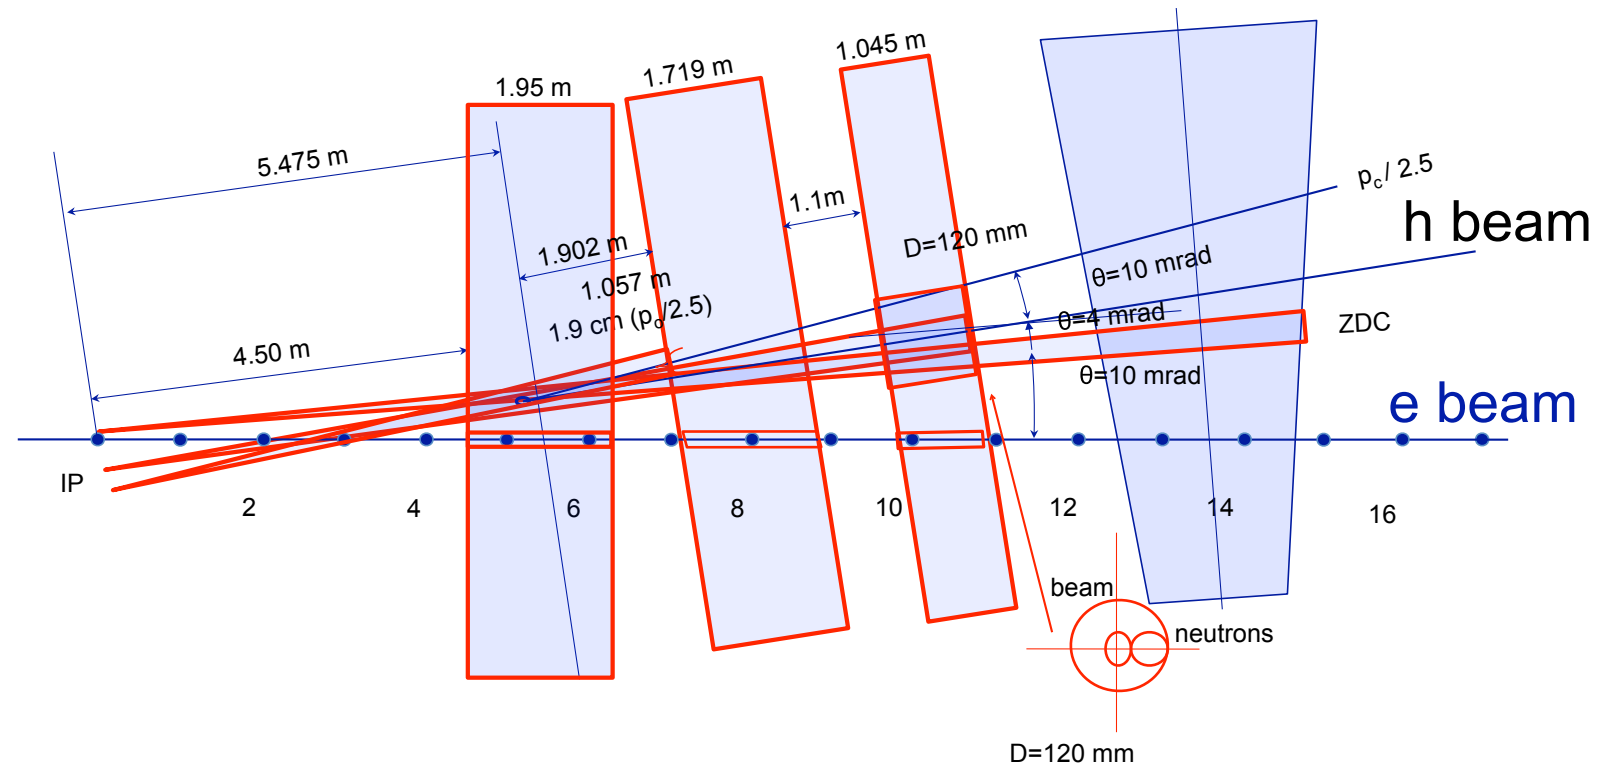 1.045 m
1.719 m
1.95 m
5.475 m
p_c / 2.5
1.1m
h beam
D=120 mm
1.902 m
θ=10 mrad
1.057 m
1.9 cm (p_c/2.5)
θ=4 mrad
ZDC
4.50 m
θ=10 mrad
e beam
IP
2
4
6
8
10
12
14
16
beam
neutrons
D=120 mm